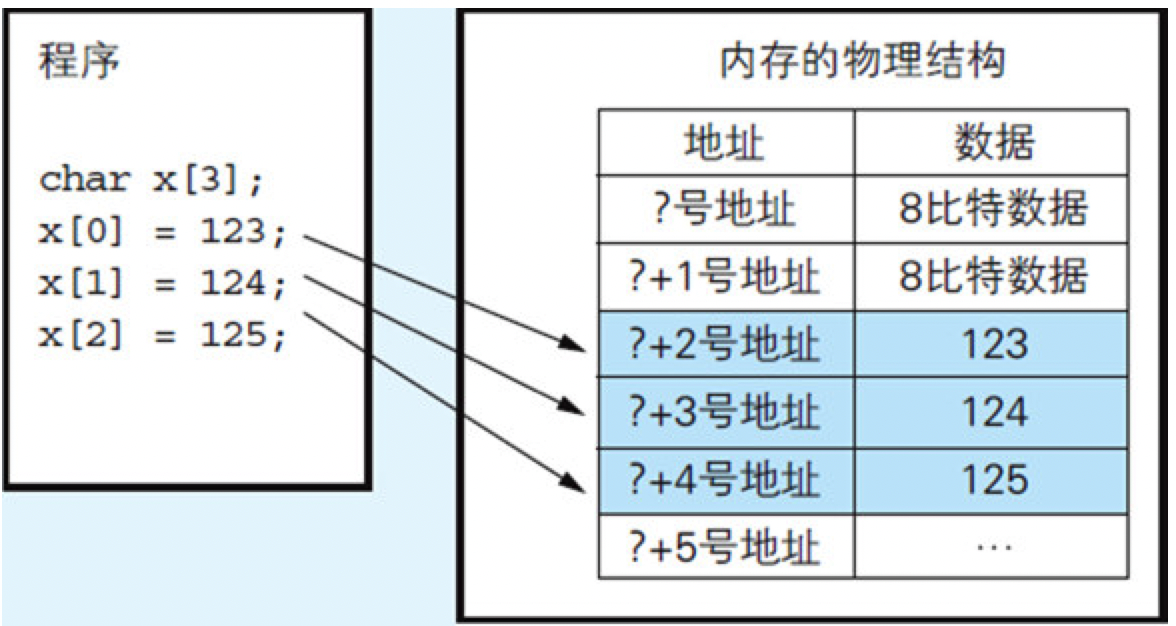 程序
char x[3];
x[0] = 123;
x[1] = 124;
x[2] = 125;
内存的物理结构
地址 数据
?号地址 8比特数据
?+1号地址 8比特数据
?+2号地址 123
?+3号地址 124
?+4号地址 125
?+5号地址 …